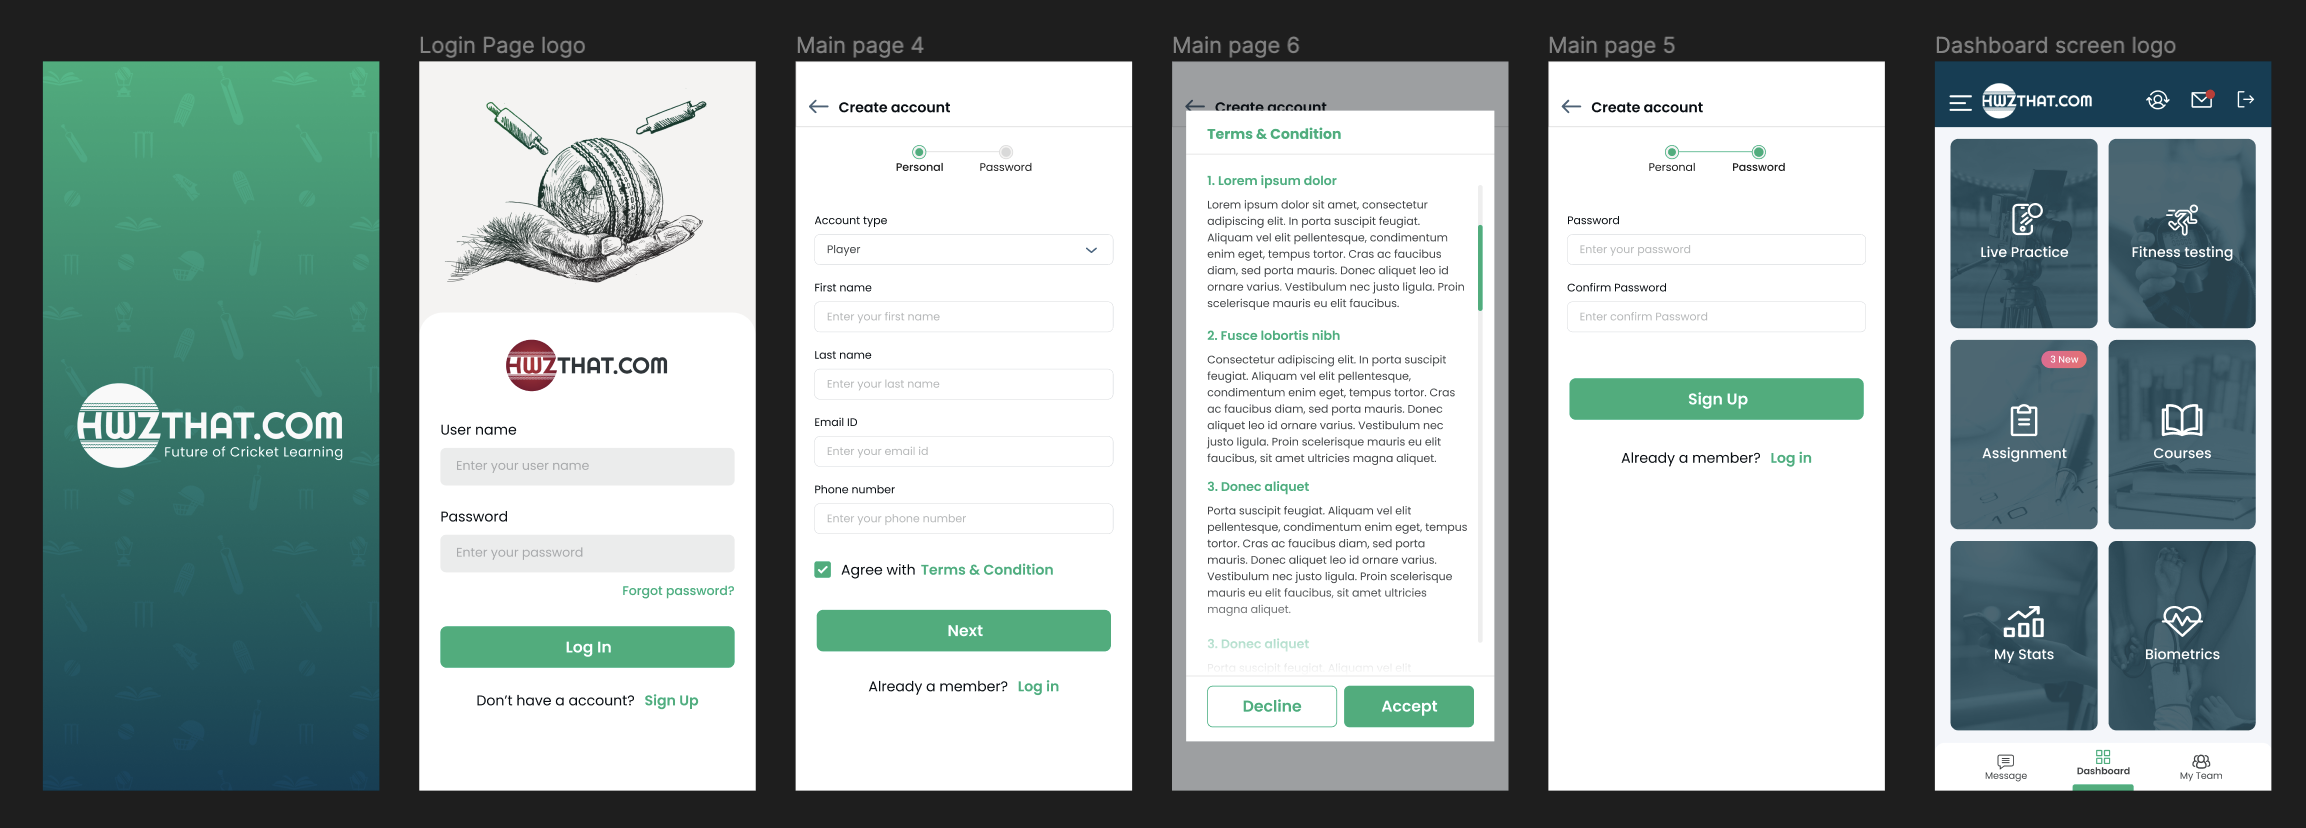 HWZTHAT.COM
Future of Cricket Learning
Login Page logo
HWZTHAT.COM
User name
Enter your user name
Password
Enter your password
Forgot password?
Log In
Don't have a account? Sign Up
Main page 4
Create account
Personal
Password
Account type
Player
First name
Enter your first name
Last name
Enter your last name
Email ID
Enter your email id
Phone number
Enter your phone number
Agree with Terms & Condition
Next
Already a member? Log in
Main page 6
Create account
Terms & Condition
1. Lorem ipsum dolor
Lorem ipsum dolor sit amet, consectetur
adipiscing elit. In porta suscipit feugiat.
Aliquam vel elit pellentesque, condimentum
enim eget, tempus tortor. Cras ac faucibus
diam, sed porta mauris. Donec aliquet leo id
ornare varius. Vestibulum nec justo ligula. Proin
scelerisque mauris eu elit faucibus.
2. Fusce lobortis nibh
Consectetur adipiscing elit. In porta suscipit
feugiat. Aliquam vel elit pellentesque,
condimentum enim eget, tempus tortor. Cras
ac faucibus diam, sed porta mauris. Donec
aliquet leo id ornare varius. Vestibulum nec
justo ligula. Proin scelerisque mauris eu elit
faucibus, sit amet ultricies magna aliquet.
3. Donec aliquet
Porta suscipit feugiat. Aliquam vel elit
pellentesque, condimentum enim eget, tempus
tortor. Cras ac faucibus diam, sed porta
mauris. Donec aliquet leo id ornare varius.
Vestibulum nec justo ligula. Proin scelerisque
mauris eu elit faucibus, sit amet ultricies
magna aliquet.
3. Donec aliquet
Porta suscipit feugiat. Aliquam vel elit
Decline
Accept
Main page 5
Create account
Personal
Password
Password
Enter your password
Confirm Password
Enter confirm Password
Sign Up
Already a member? Log in
Dashboard screen logo
HWZTHAT.COM
Live Practice
Fitness testing
3 New
Assignment
Courses
My Stats
Biometrics
Message
Dashboard
My Team